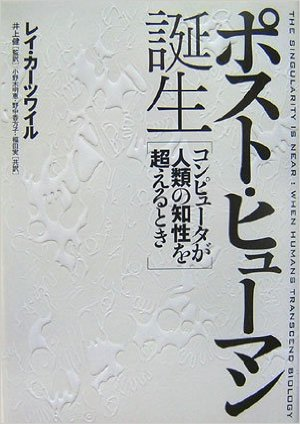 THE SINGULARITY IS NEAR : WHEN HUMANS TRANSCEND BIOLOGY
ポスト・ヒューマン
誕生
コンピュータが
人類の知性を
超えるとき
レイ・カーツワイル
井上健[監訳] 小野木明恵・野中香方子・福田実[共訳]